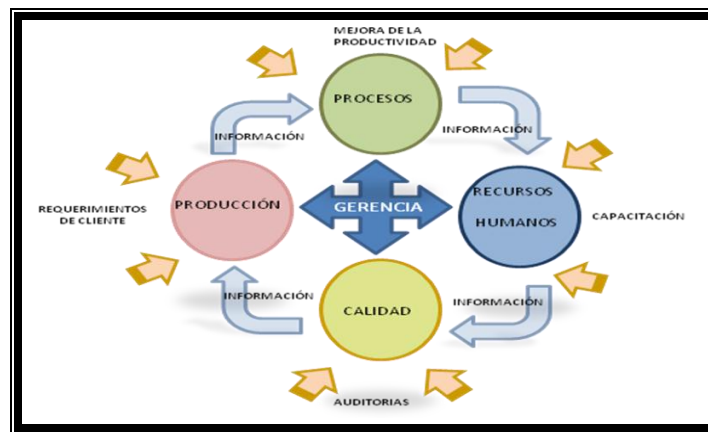 MEJORA DE LA
PRODUCTIVIDAD
PROCESOS
INFORMACIÓN
INFORMACIÓN
REQUERIMIENTOS
DE CLIENTE
PRODUCCIÓN
GERENCIA
RECURSOS
HUMANOS
CAPACITACIÓN
INFORMACIÓN
CALIDAD
INFORMACIÓN
AUDITORIAS